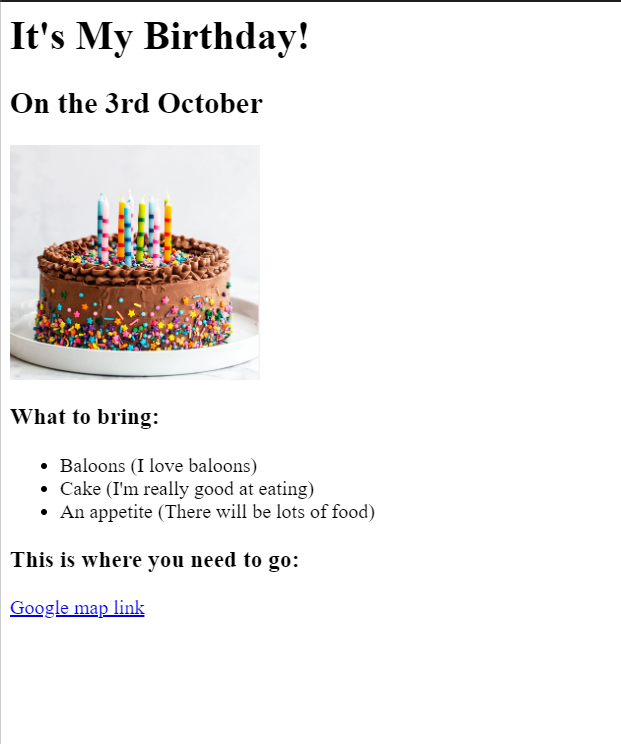 It's My Birthday!
On the 3rd October
What to bring:
Baloons (I love baloons)
Cake (I'm really good at eating)
An appetite (There will be lots of food)
This is where you need to go:
Google map link